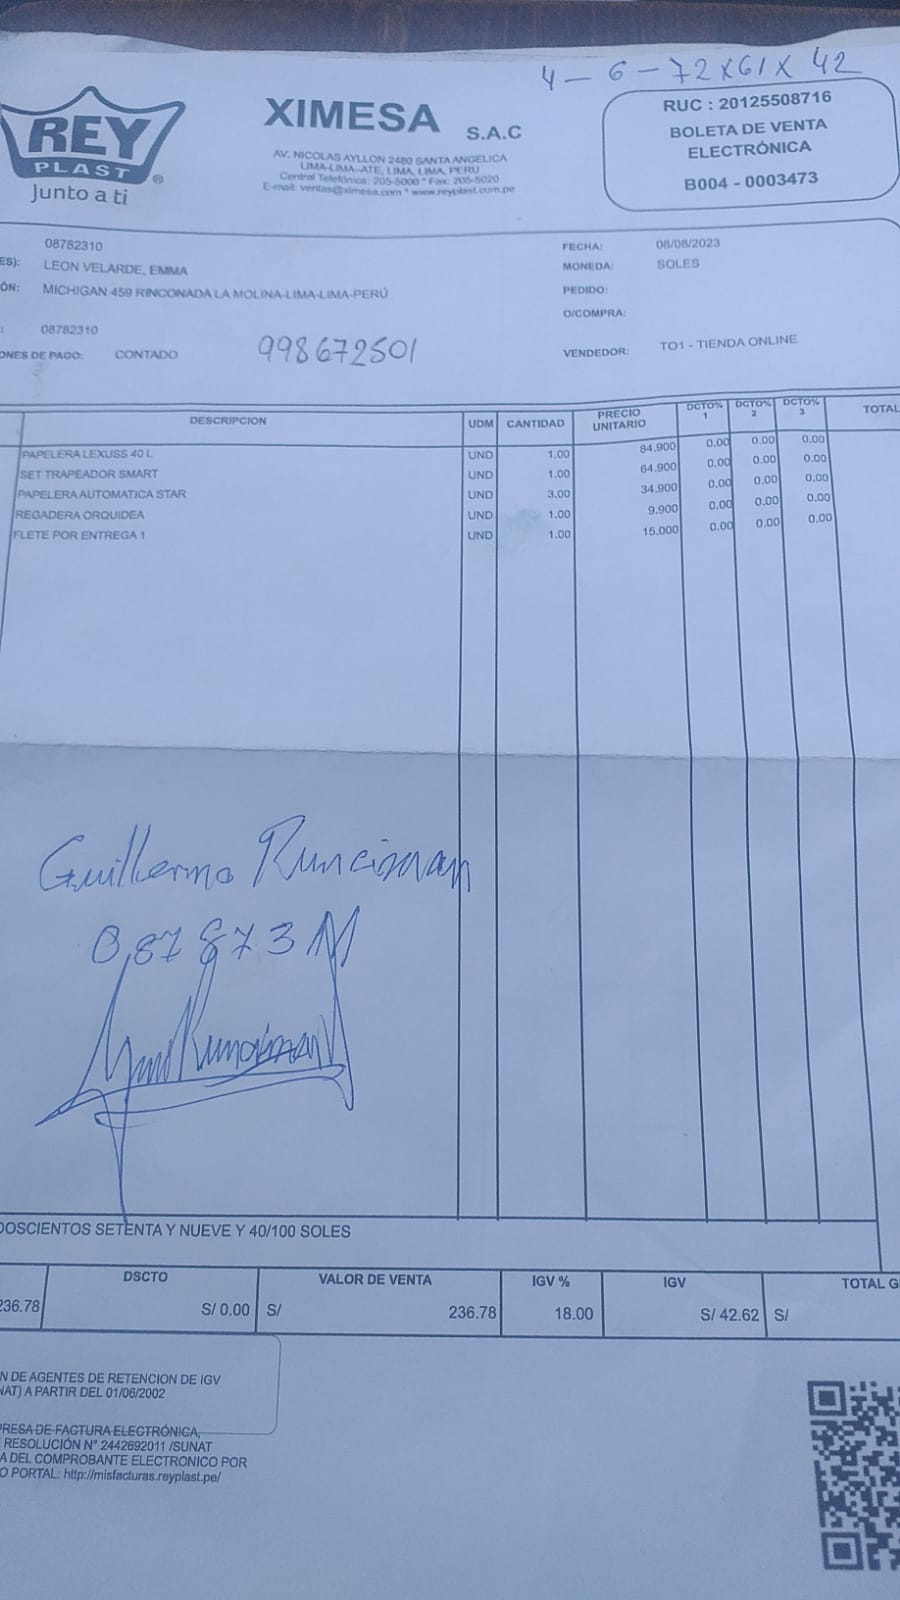 4 - 6 - 72 X 61 X 42
REY
PLAST ®
Junto a ti
XIMESA S.A.C
AV. NICOLAS AYLLON 2480 SANTA ANGELICA
LIMA-LIMA-ATE, LIMA, LIMA, PERU
Central Telefónica: 205-5000 * Fax: 205-5020
E-mail: ventas@ximesa.com * www.reyplast.com.pe
RUC : 20125508716
BOLETA DE VENTA
ELECTRÓNICA
B004 - 0003473
08782310
ES): LEON VELARDE, EMMA
ÓN: MICHIGAN 459 RINCONADA LA MOLINA-LIMA-LIMA-PERÚ
: 08782310
ONES DE PAGO: CONTADO
998672501
FECHA: 08/08/2023
MONEDA: SOLES
PEDIDO:
O/COMPRA:
VENDEDOR: TO1 - TIENDA ONLINE
DESCRIPCION UDM CANTIDAD PRECIO UNITARIO DCTO% 1 DCTO% 2 DCTO% 3 TOTAL
PAPELERA LEXUSS 40 L UND 1.00 84.900 0.00 0.00 0.00
SET TRAPEADOR SMART UND 1.00 64.900 0.00 0.00 0.00
PAPELERA AUTOMATICA STAR UND 3.00 34.900 0.00 0.00 0.00
REGADERA ORQUIDEA UND 1.00 9.900 0.00 0.00 0.00
FLETE POR ENTREGA 1 UND 1.00 15.000 0.00 0.00 0.00
Guillermo Runciman
DOSCIENTOS SETENTA Y NUEVE Y 40/100 SOLES
DSCTO VALOR DE VENTA IGV % IGV TOTAL G
236.78 S/ 0.00 S/ 236.78 18.00 S/ 42.62 S/
N DE AGENTES DE RETENCION DE IGV
NAT) A PARTIR DEL 01/06/2002
PRESA DE FACTURA ELECTRÓNICA,
RESOLUCIÓN N° 2442692011 /SUNAT
A DEL COMPROBANTE ELECTRONICO POR
O PORTAL: http://misfacturas.reyplast.pe/